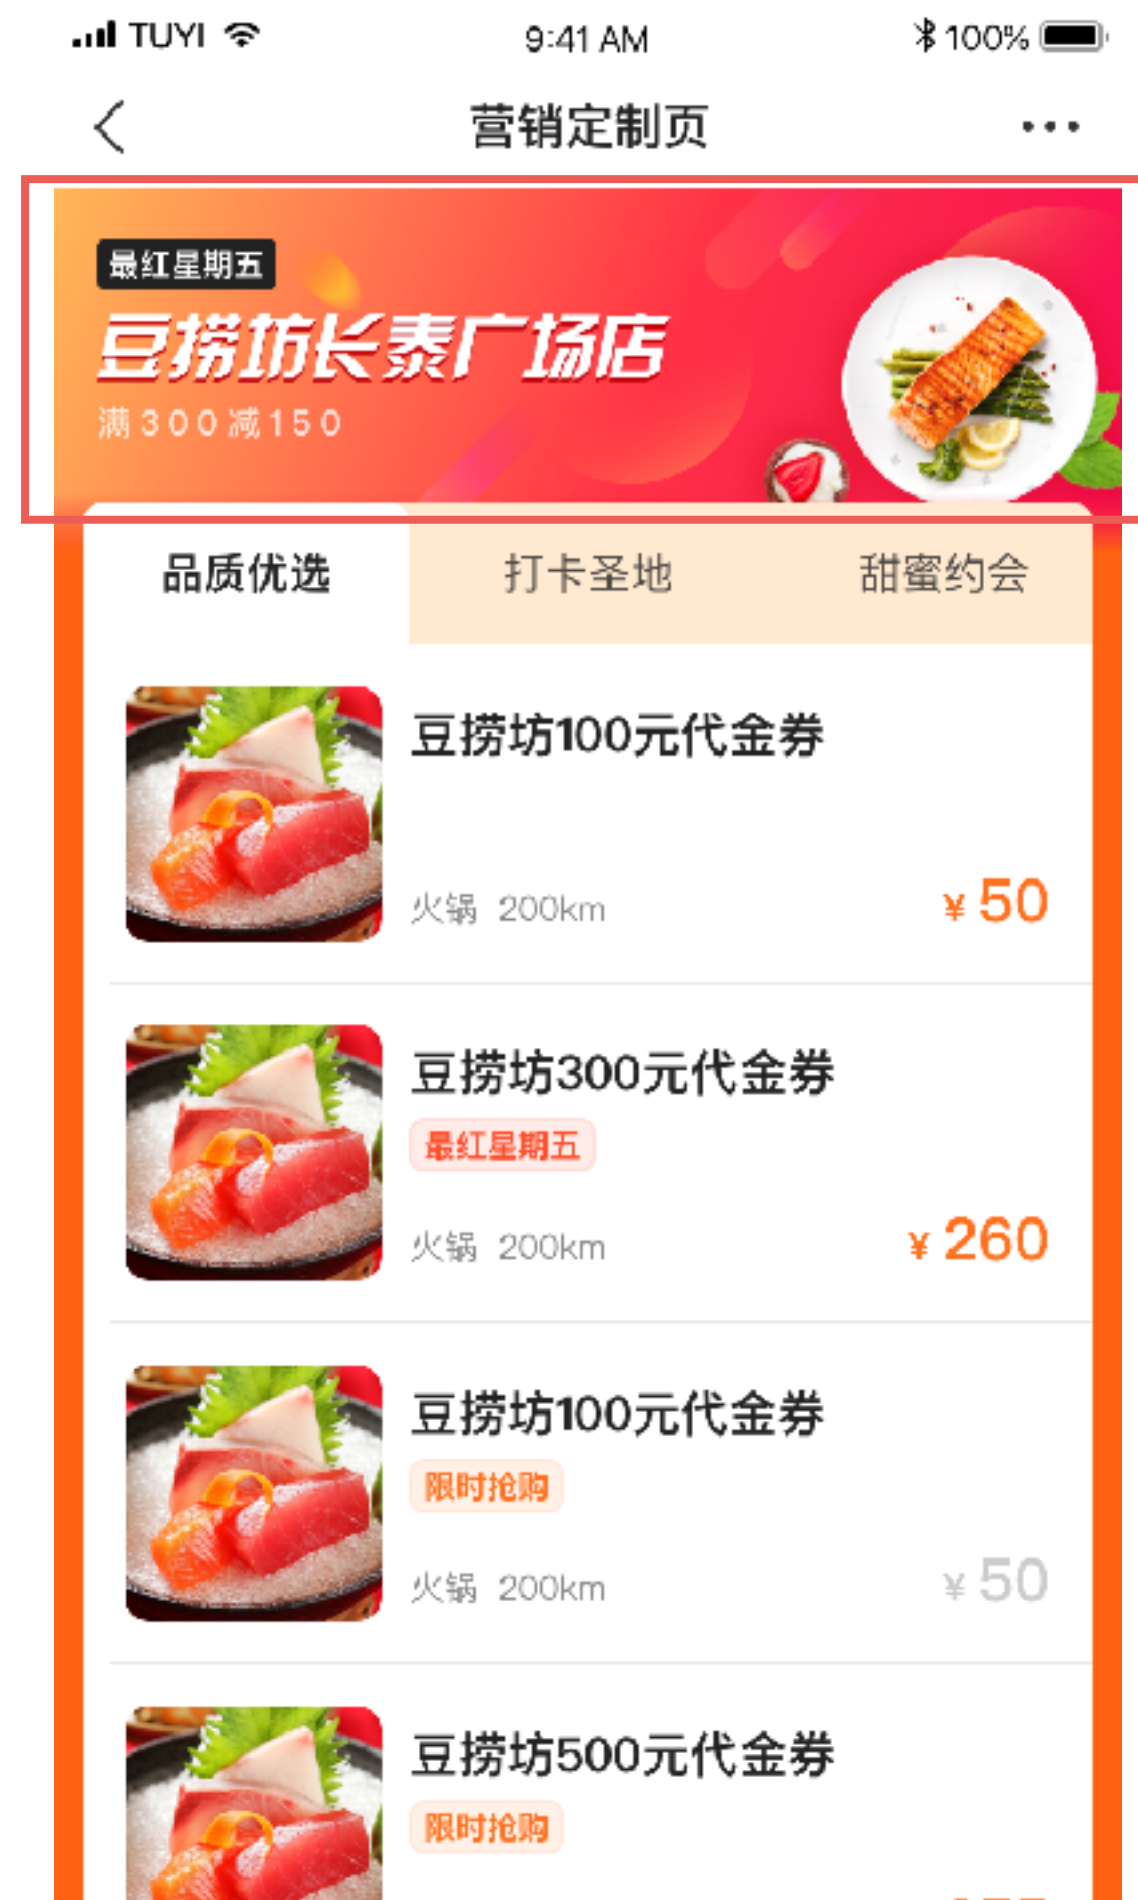 TUYI 9:41 AM 100%
营销定制页
最红星期五
豆捞坊长泰广场店
满300减150
品质优选 打卡圣地 甜蜜约会
豆捞坊100元代金券
火锅 200km ¥ 50
豆捞坊300元代金券
最红星期五
火锅 200km ¥ 260
豆捞坊100元代金券
限时抢购
火锅 200km ¥ 50
豆捞坊500元代金券
限时抢购